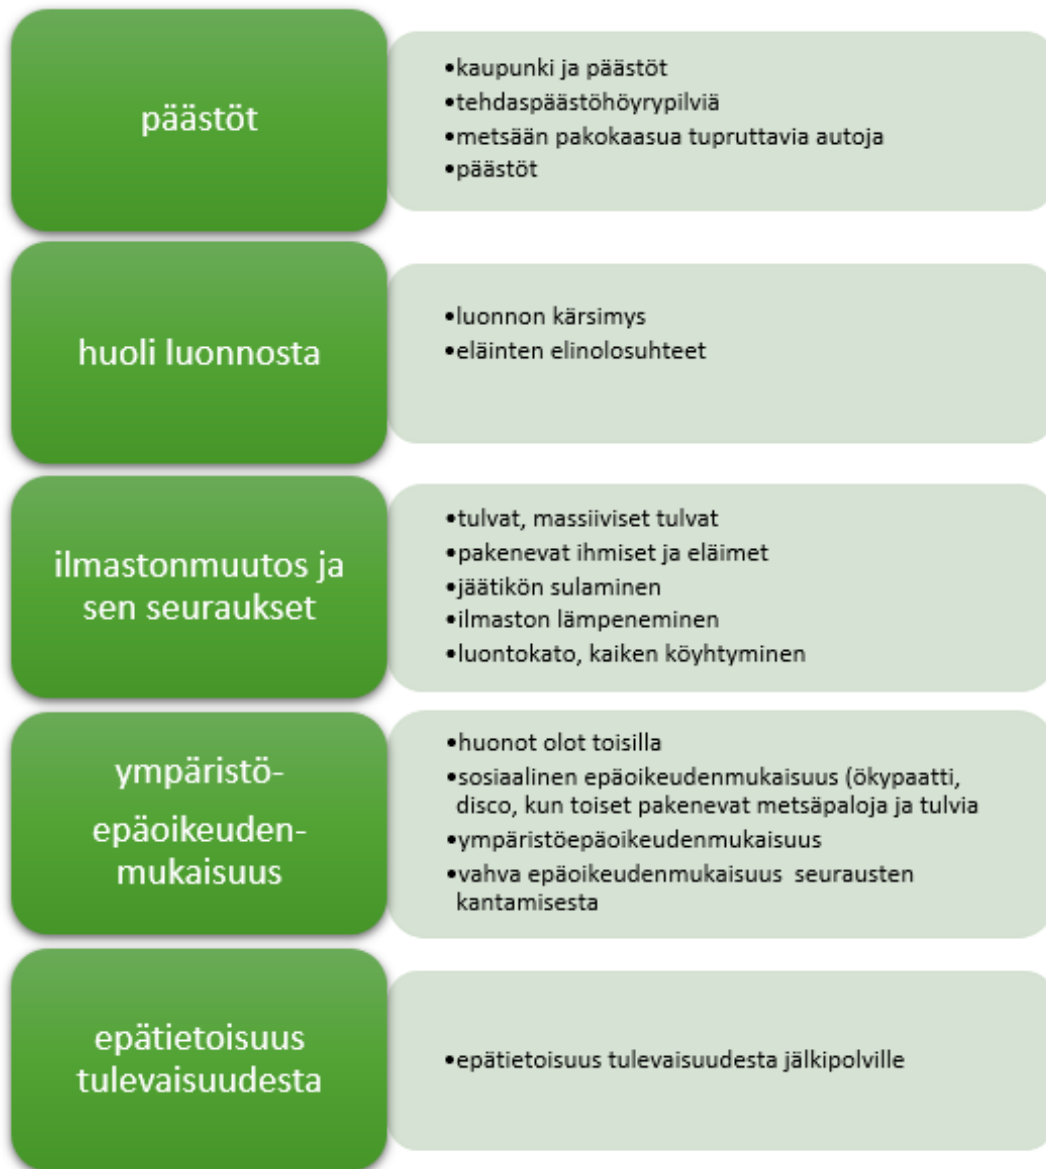 päästöt
•kaupunki ja päästöt
•tehdaspäästöhöyrypilviä
•metsään pakokaasua tupruttavia autoja
•päästöt
huoli luonnosta
•luonnon kärsimys
•eläinten elinolosuhteet
ilmastonmuutos ja
sen seuraukset
•tulvat, massiiviset tulvat
•pakenevat ihmiset ja eläimet
•jäätikön sulaminen
•ilmaston lämpeneminen
•luontokato, kaiken köyhtyminen
ympäristö-
epäoikeuden-
mukaisuus
•huonot olot toisilla
•sosiaalinen epäoikeudenmukaisuus (ökypaatti,
disco, kun toiset pakenevat metsäpaloja ja tulvia
•ympäristöepäoikeudenmukaisuus
•vahva epäoikeudenmukaisuus  seurausten
kantamisesta
epätietoisuus
tulevaisuudesta
•epätietoisuus tulevaisuudesta jälkipolville